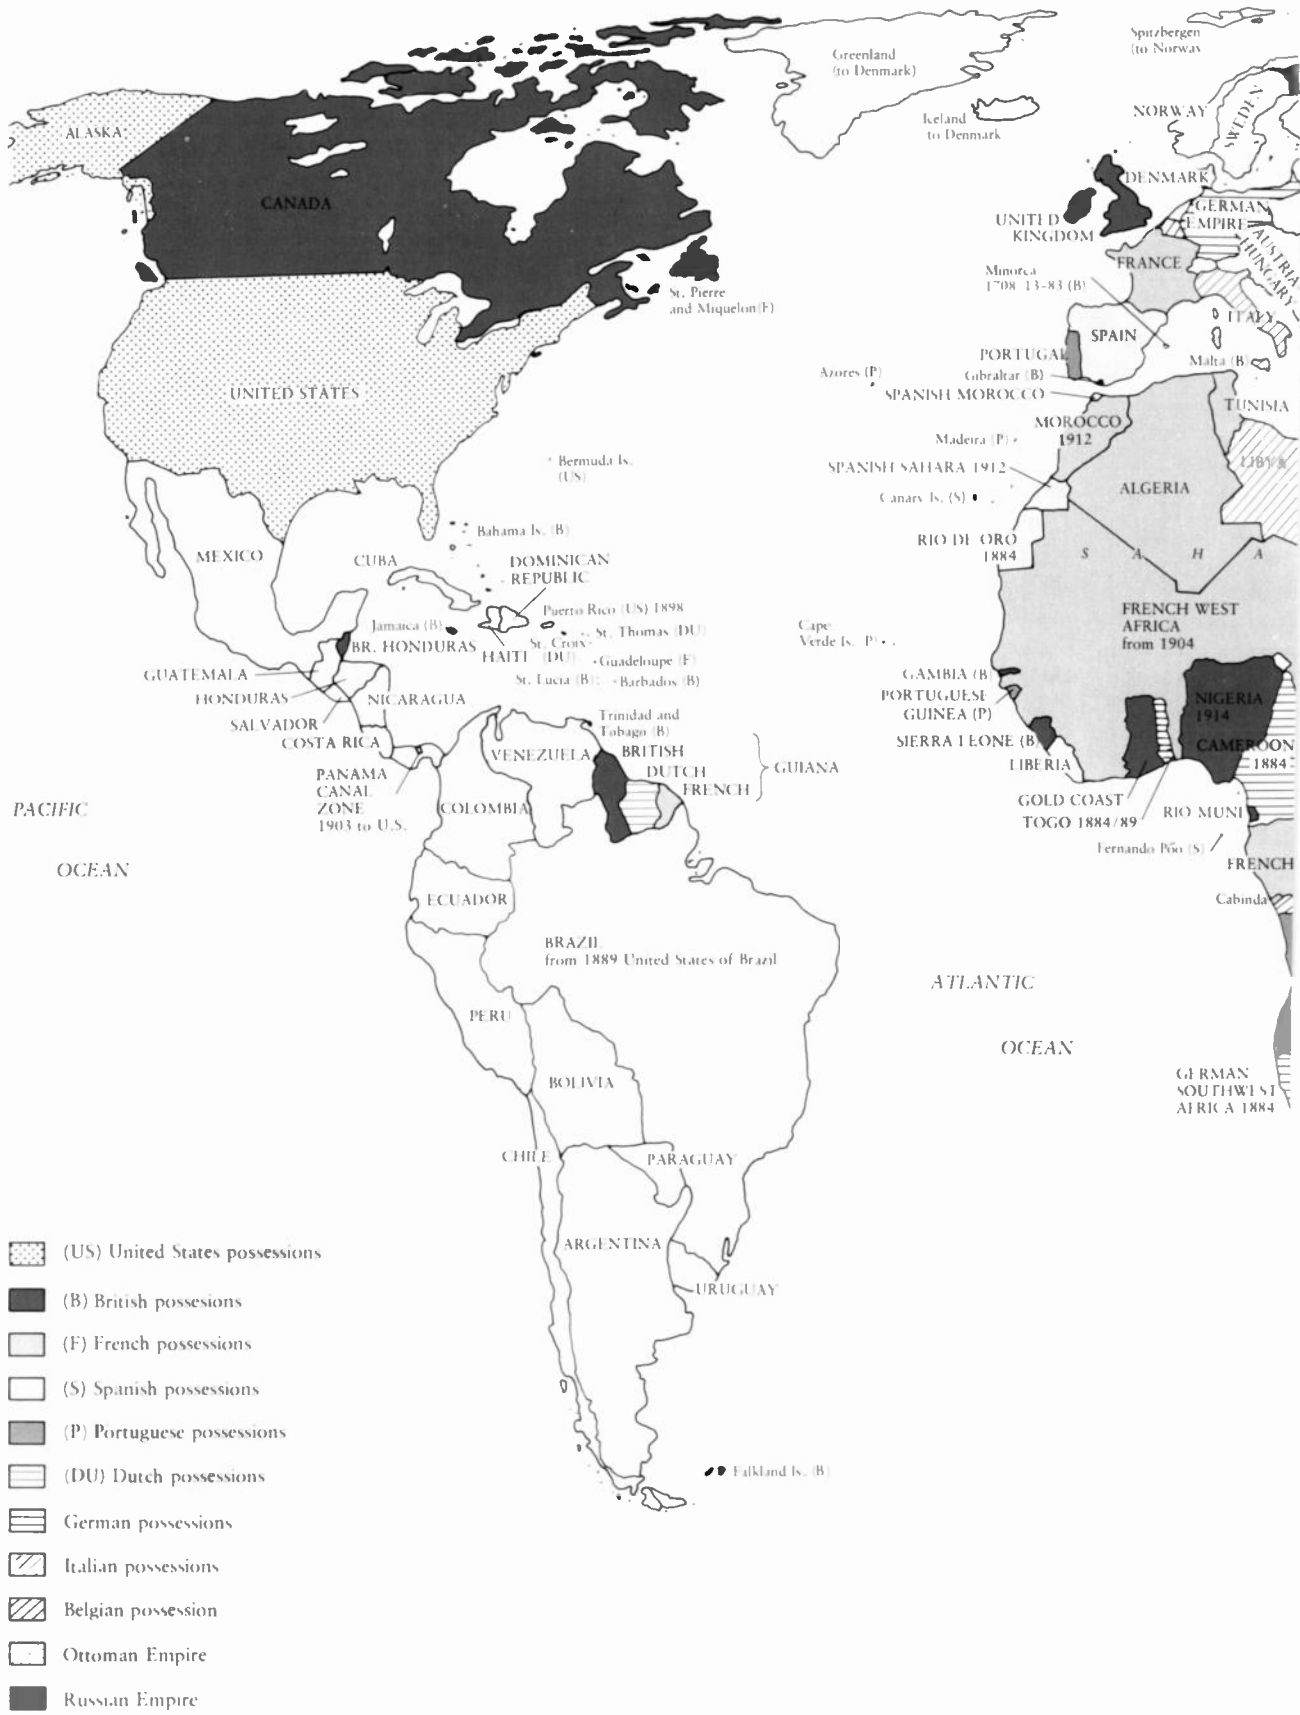 Spitzbergen
(to Norway
Greenland
(to Denmark)
Iceland
to Denmark
NORWAY
SWEDEN
ALASKA
CANADA
DENMARK
UNITED
KINGDOM
GERMAN
EMPIRE
AUSTRIA
HUNGARY
FRANCE
Minorca
1708 13-83 (B)
St. Pierre
and Miquelon (F)
ITALY
SPAIN
PORTUGAL
Malta (B)
Azores (P)
Gibraltar (B)
SPANISH MOROCCO
UNITED STATES
TUNISIA
MOROCCO
1912
Madeira (P)
Bermuda Is.
(US)
SPANISH SAHARA 1912
LIBYA
ALGERIA
Canary Is. (S)
Bahama Is. (B)
RIO DE ORO
1884
S A H A
MEXICO
CUBA
DOMINICAN
REPUBLIC
Puerto Rico (US) 1898
FRENCH WEST
AFRICA
from 1904
Jamaica (B)
St. Thomas (DU)
St. Croix
(DU)
Cape
Verde Is. P)
BR. HONDURAS
HAITI
Guadeloupe (F)
GUATEMALA
St. Lucia (B)
Barbados (B)
GAMBIA (B)
HONDURAS
NICARAGUA
PORTUGUESE
GUINEA (P)
NIGERIA
1914
SALVADOR
Trinidad and
Tobago (B)
COSTA RICA
SIERRA LEONE (B)
CAMEROON
1884
VENEZUELA
BRITISH
DUTCH
FRENCH
GUIANA
LIBERIA
PANAMA
CANAL
ZONE
1903 to U.S.
PACIFIC
OCEAN
COLOMBIA
GOLD COAST
TOGO 1884/89
RIO MUNI
Fernando Póo (S)
FRENCH
ECUADOR
Cabinda
BRAZIL
from 1889 United States of Brazil
ATLANTIC
OCEAN
PERU
BOLIVIA
GERMAN
SOUTHWEST
AFRICA 1884
CHILE
PARAGUAY
ARGENTINA
URUGUAY
Falkland Is. (B)
(US) United States possessions
(B) British possesions
(F) French possessions
(S) Spanish possessions
(P) Portuguese possessions
(DU) Dutch possessions
German possessions
Italian possessions
Belgian possession
Ottoman Empire
Russian Empire